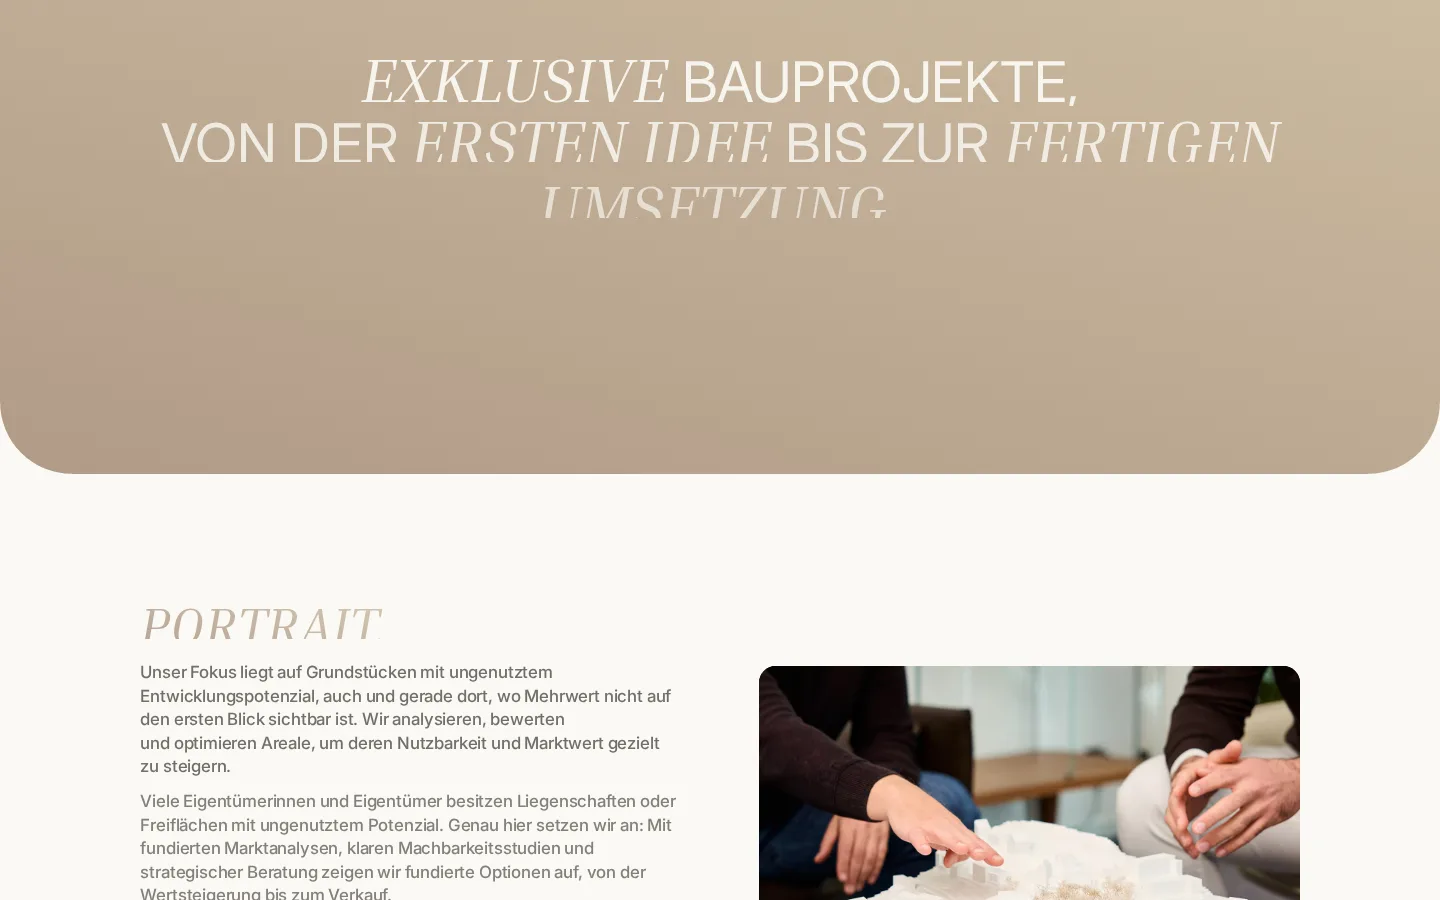 EXKLUSIVE BAUPROJEKTE,
VON DER ERSTEN IDEE BIS ZUR FERTIGEN
UMSETZUNG
PORTRAIT
Unser Fokus liegt auf Grundstücken mit ungenutztem
Entwicklungspotenzial, auch und gerade dort, wo Mehrwert nicht auf
den ersten Blick sichtbar ist. Wir analysieren, bewerten
und optimieren Areale, um deren Nutzbarkeit und Marktwert gezielt
zu steigern.
Viele Eigentümerinnen und Eigentümer besitzen Liegenschaften oder
Freiflächen mit ungenutztem Potenzial. Genau hier setzen wir an: Mit
fundierten Marktanalysen, klaren Machbarkeitsstudien und
strategischer Beratung zeigen wir fundierte Optionen auf, von der
Wertsteigerung bis zum Verkauf.